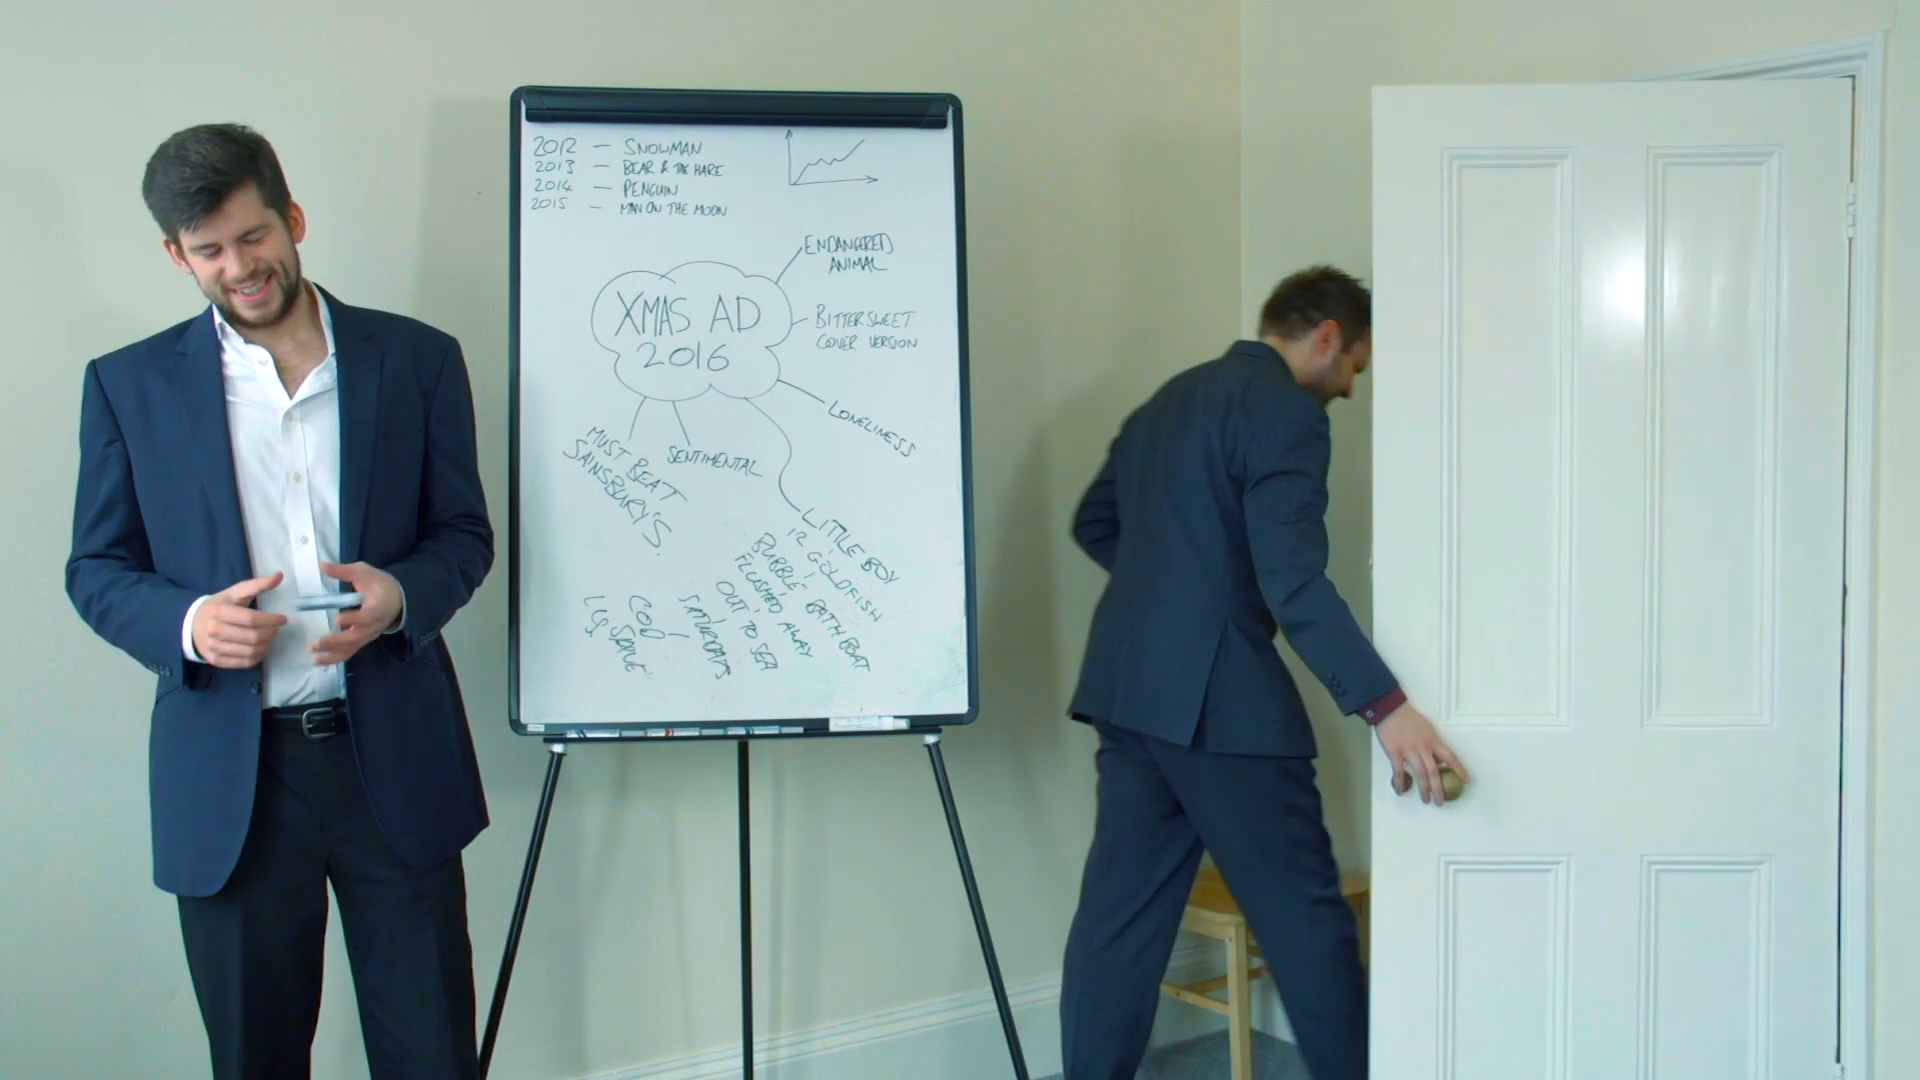 2012 — SNOWMAN
2013 — BEAR & THE HARE
2014 — PENGUIN
2015 — MAN ON THE MOON
ENDANGERED
ANIMAL
XMAS AD
2016
BITTERSWEET
COVER VERSION
LONELINESS
MUST BEAT
SAINSBURY'S.
SENTIMENTAL
LITTLE BOY
12 GOLDFISH
BUBBLE BATH BOAT
FLUSHED AWAY
OUT TO SEA
SATURDAYS
COD